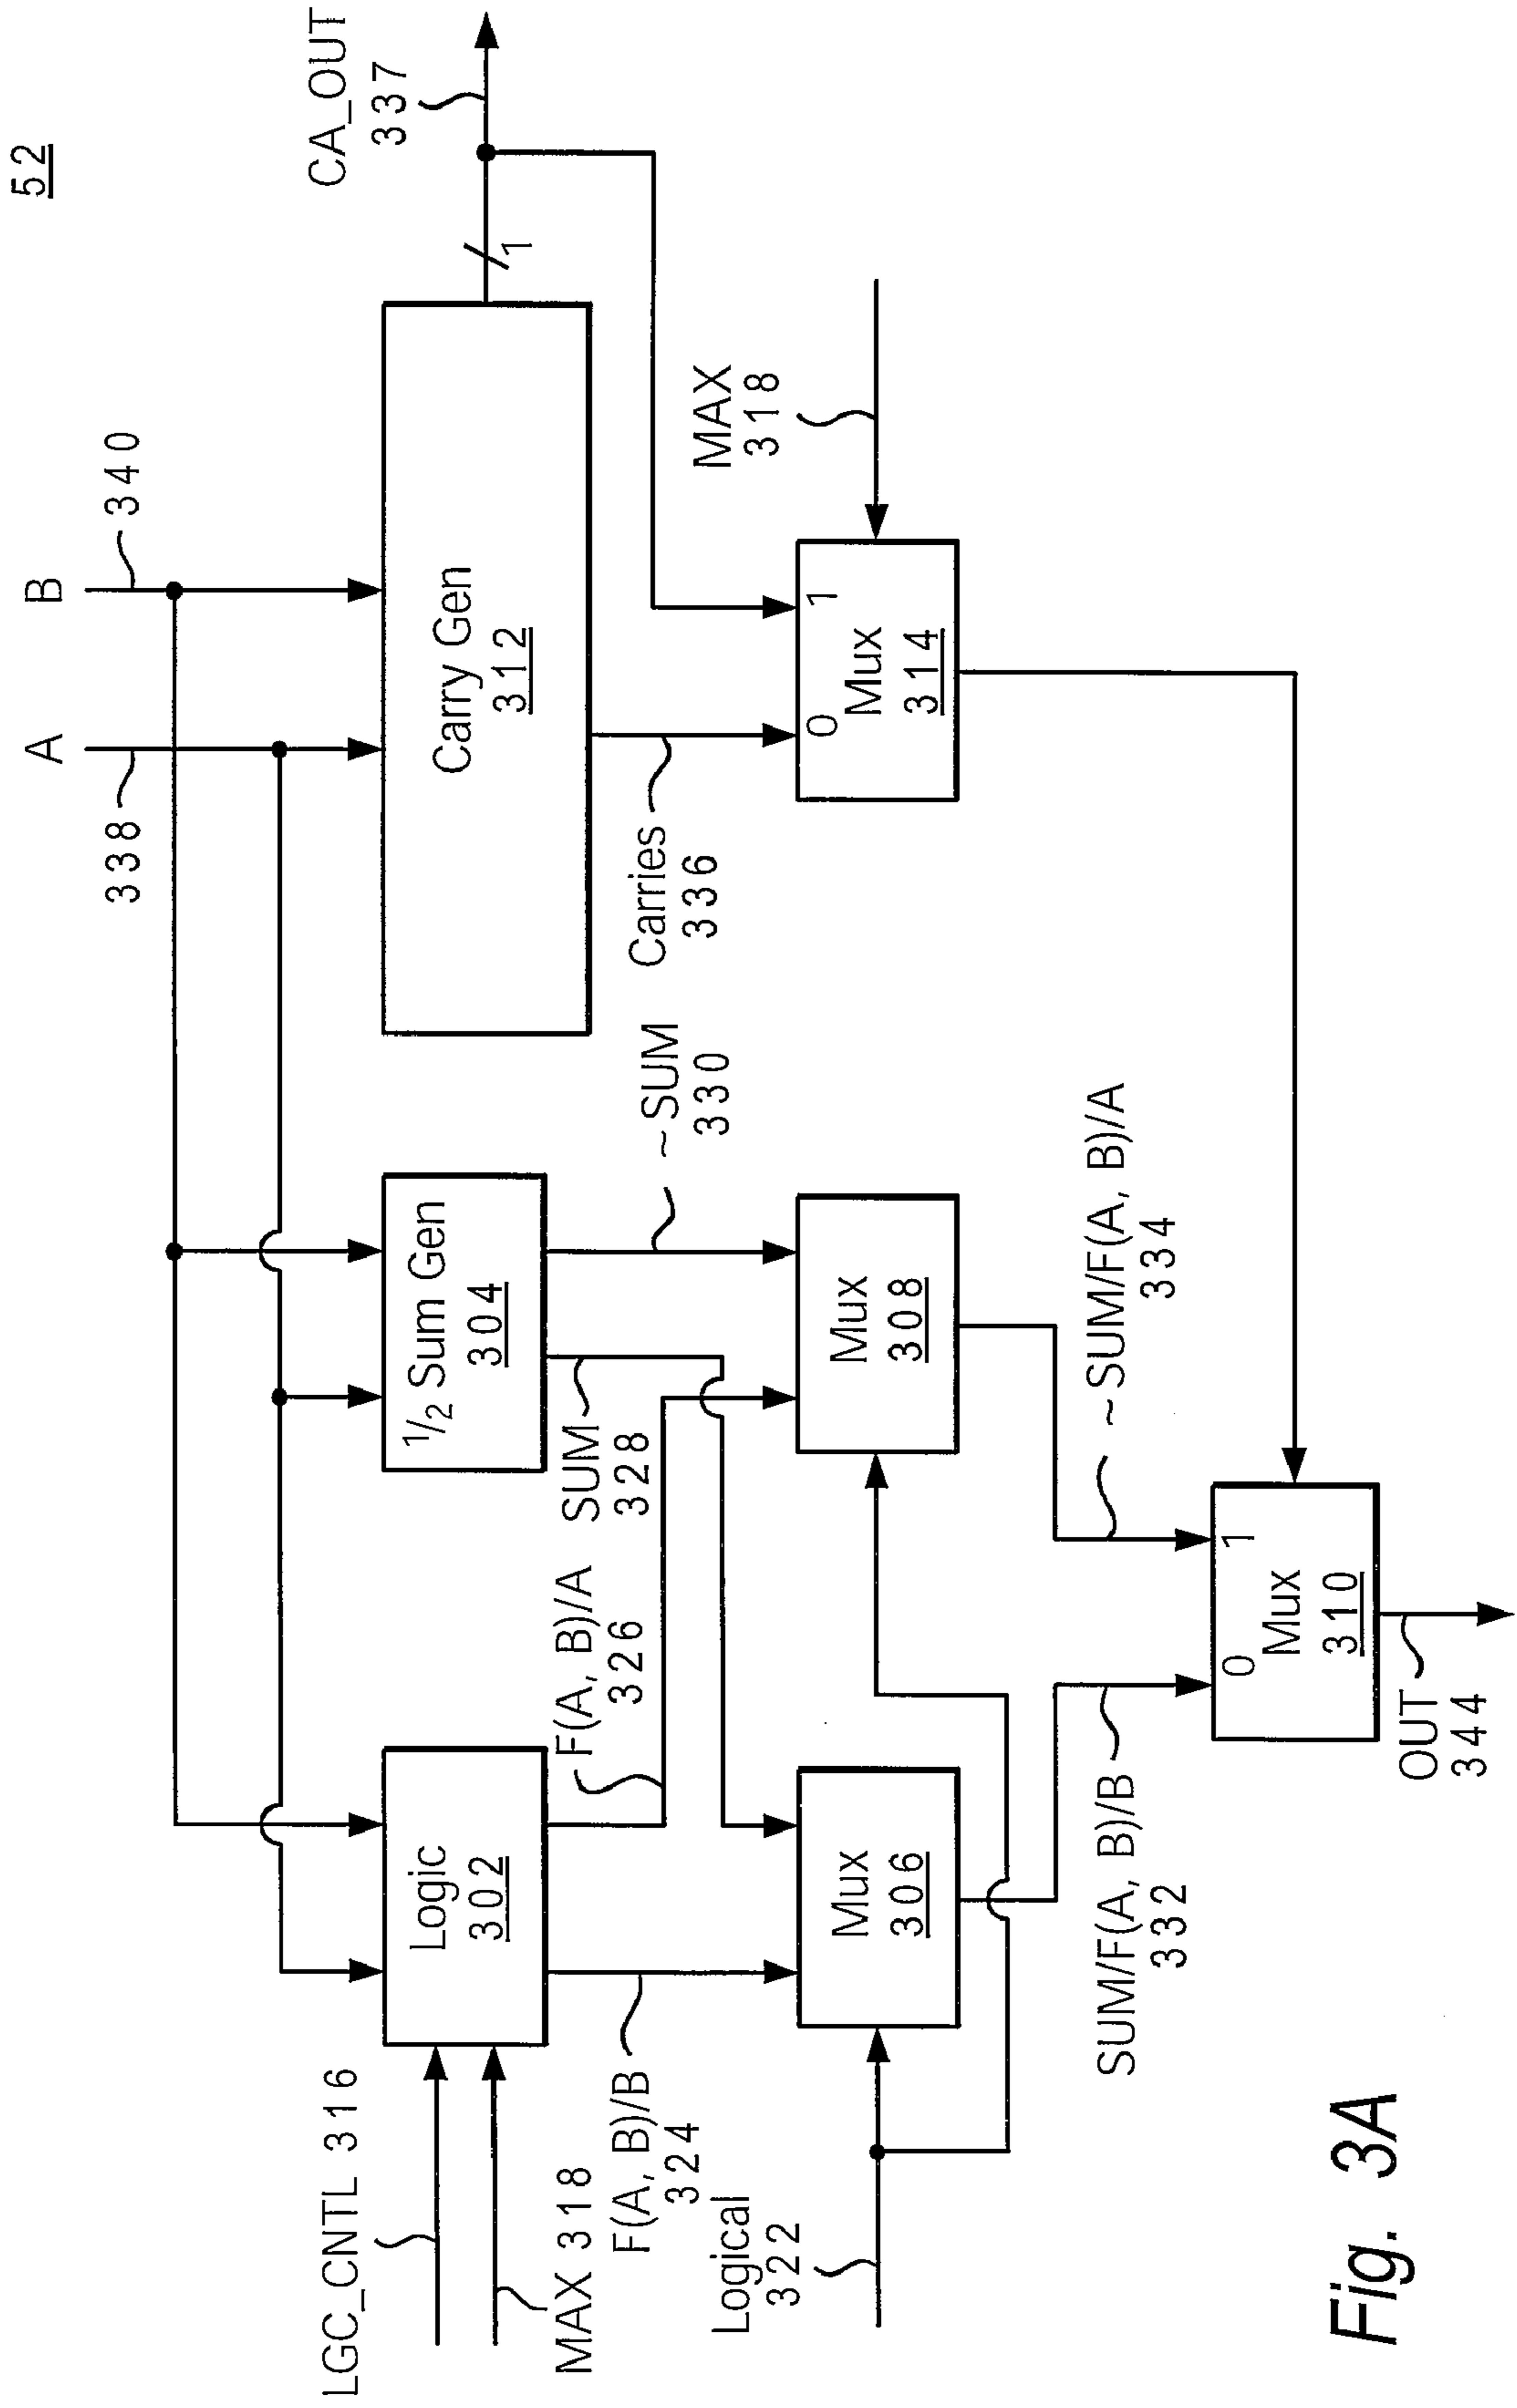 52
B
340
A
338
CA_OUT
337
1
Carry Gen
312
Carries
336
MAX
318
0
1
Mux
314
1/2 Sum Gen
304
~SUM
330
SUM
328
Logic
302
LGC_CNTL 316
MAX 318
F(A, B)/A
326
F(A, B)/B
324
Logical
322
Mux
306
Mux
308
SUM/F(A, B)/B
332
~SUM/F(A, B)/A
334
0
1
Mux
310
OUT
344
Fig. 3A